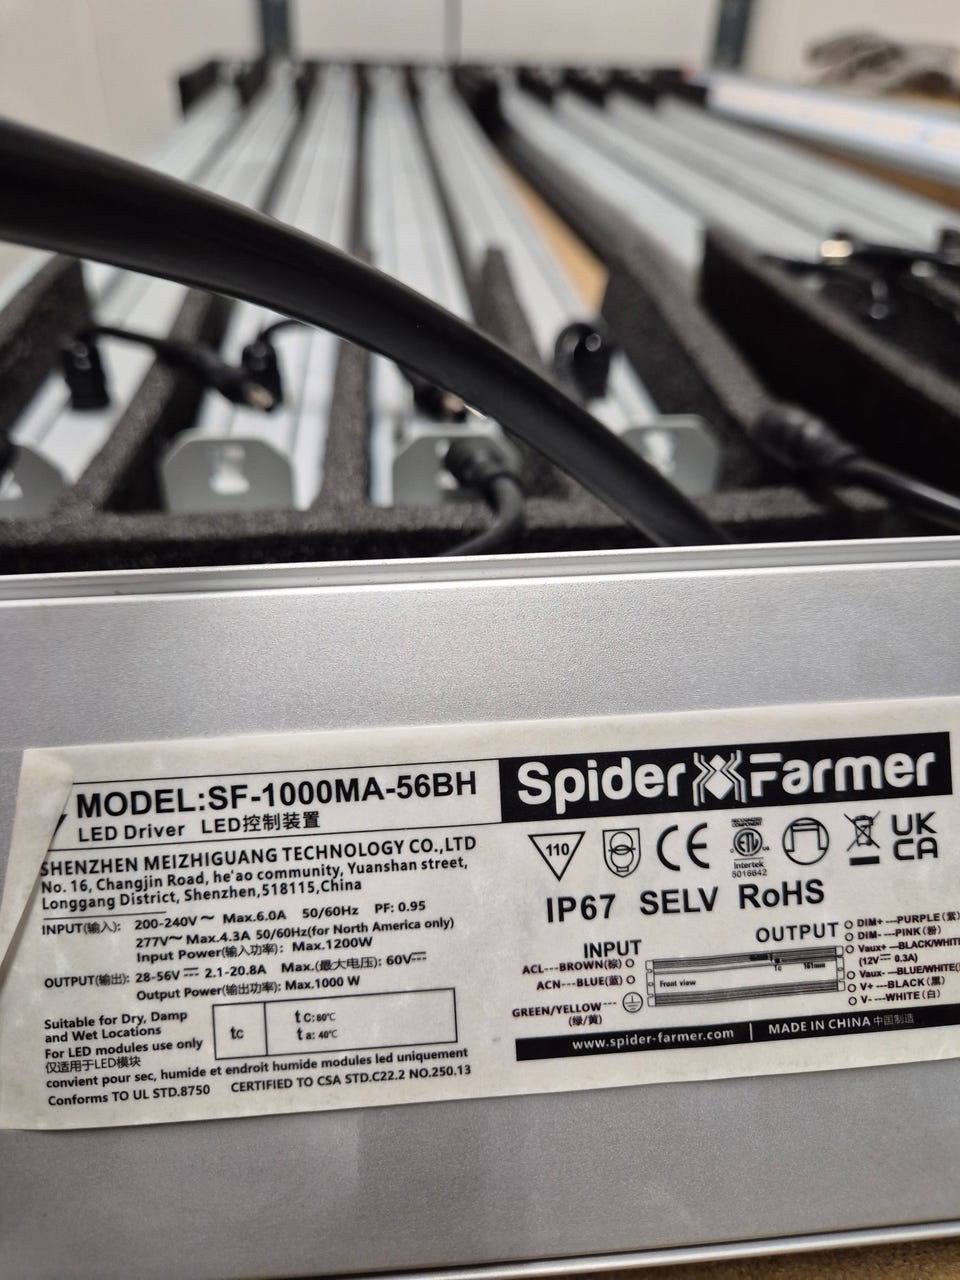 MODEL:SF-1000MA-56BH
LED Driver LED控制装置
SHENZHEN MEIZHIGUANG TECHNOLOGY CO.,LTD
No. 16, Changjin Road, he'ao community, Yuanshan street,
Longgang District, Shenzhen,518115,China
INPUT(输入): 200-240V～ Max.6.0A 50/60Hz PF: 0.95
277V～ Max.4.3A 50/60Hz(for North America only)
Input Power(输入功率): Max.1200W
OUTPUT(输出): 28-56V⎓ 2.1-20.8A Max.(最大电压): 60V⎓
Output Power(输出功率): Max.1000 W
Suitable for Dry, Damp
and Wet Locations
For LED modules use only
仅适用于LED模块
tc
tc:80℃
ta: 40℃
convient pour sec, humide et endroit humide modules led uniquement
Conforms TO UL STD.8750 CERTIFIED TO CSA STD.C22.2 NO.250.13
Spider Farmer
110
CE
RECOGNIZED COMPONENT
ETL
Intertek
5016642
UK
CA
IP67 SELV RoHS
INPUT
ACL---BROWN(棕)
ACN---BLUE(蓝)
GREEN/YELLOW---
(绿/黄)
Front view
Tc
161mm
OUTPUT
DIM+ ---PURPLE(紫)
DIM- ---PINK(粉)
Vaux+ ---BLACK/WHITE
(12V⎓ 0.3A)
Vaux- ---BLUE/WHITE
V+ ---BLACK(黑)
V- ---WHITE(白)
www.spider-farmer.com | MADE IN CHINA 中国制造